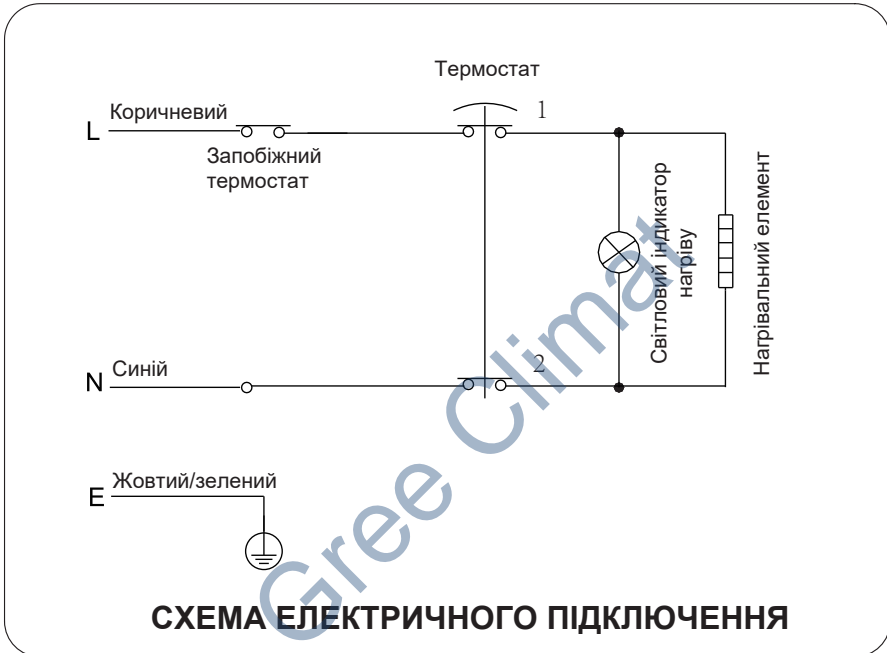 Термостат
1
Коричневий
L
Запобіжний
термостат
Світловий індикатор
нагріву
Нагрівальний елемент
2
Синій
N
Жовтий/зелений
E
Gree Climat
СХЕМА ЕЛЕКТРИЧНОГО ПІДКЛЮЧЕННЯ